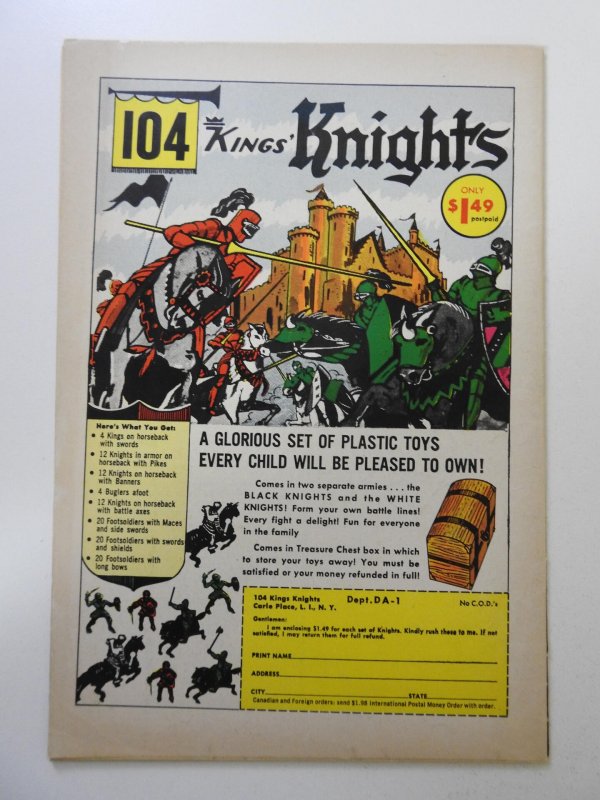 104 KINGS' Knights
ONLY
$1.49
postpaid
Here's What You Get:
• 4 Kings on horseback
with swords
• 12 Knights in armor on
horseback with Pikes
• 12 Knights on horseback
with Banners
• 4 Buglers afoot
• 12 Knights on horseback
with battle axes
• 20 Footsoldiers with Maces
and side swords
• 20 Footsoldiers with swords
and shields
• 20 Footsoldiers with
long bows
A GLORIOUS SET OF PLASTIC TOYS
EVERY CHILD WILL BE PLEASED TO OWN!
Comes in two separate armies . . . the
BLACK KNIGHTS and the WHITE
KNIGHTS! Form your own battle lines!
Every fight a delight! Fun for everyone
in the family
Comes in Treasure Chest box in which
to store your toys away! You must be
satisfied or your money refunded in full!
104 Kings Knights Dept. DA-1 No C.O.D.'s
Carle Place, L. I., N. Y.
Gentlemen:
I am enclosing $1.49 for each set of Knights. Kindly rush these to me. If not
satisfied, I may return them for full refund.
PRINT NAME
ADDRESS
CITY STATE
Canadian and Foreign orders: send $1.98 International Postal Money Order with order.